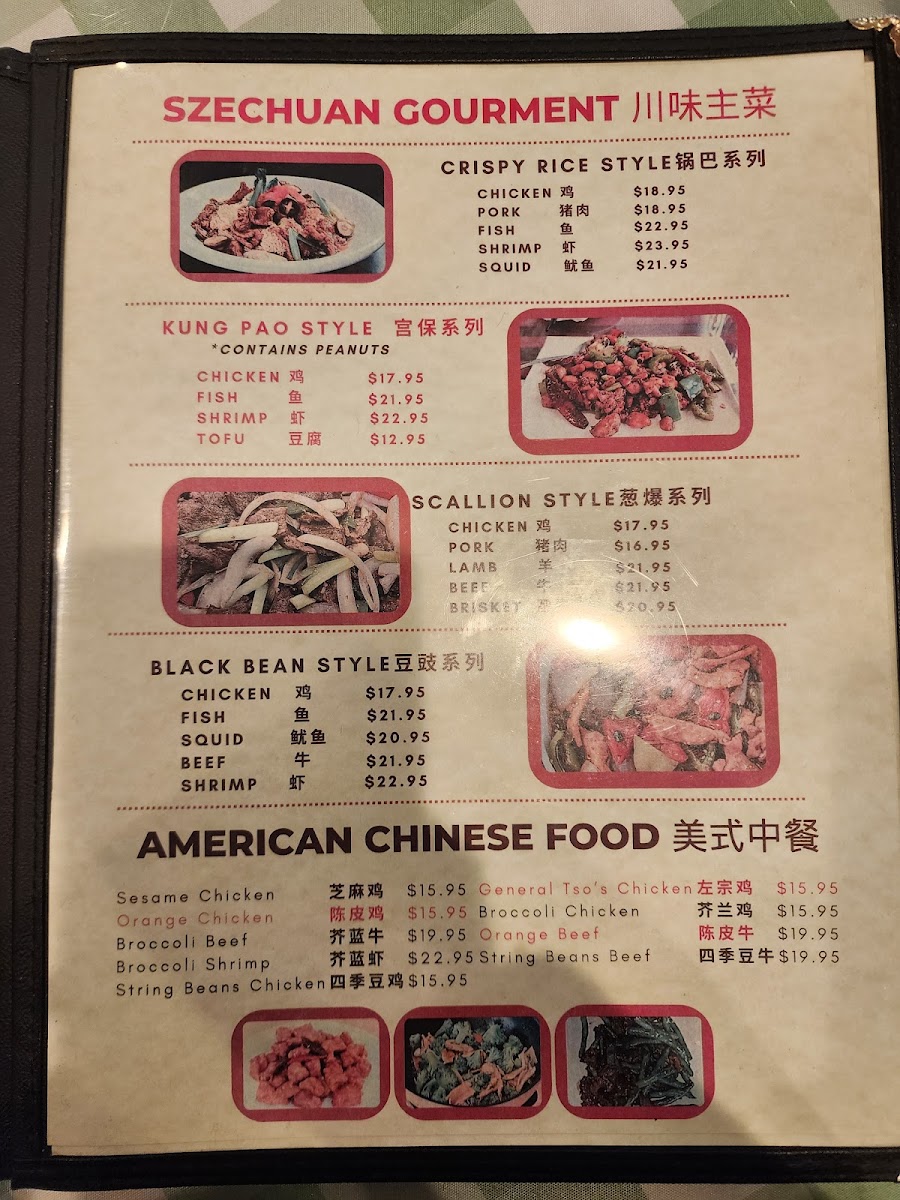 SZECHUAN GOURMENT 川味主菜
CRISPY RICE STYLE锅巴系列
CHICKEN 鸡 $18.95
PORK 猪肉 $18.95
FISH 鱼 $22.95
SHRIMP 虾 $23.95
SQUID 鱿鱼 $21.95
KUNG PAO STYLE 宫保系列
*CONTAINS PEANUTS
CHICKEN 鸡 $17.95
FISH 鱼 $21.95
SHRIMP 虾 $22.95
TOFU 豆腐 $12.95
SCALLION STYLE葱爆系列
CHICKEN 鸡 $17.95
PORK 猪肉 $16.95
LAMB 羊 $21.95
BEEF 牛 $21.95
BRISKET $20.95
BLACK BEAN STYLE豆豉系列
CHICKEN 鸡 $17.95
FISH 鱼 $21.95
SQUID 鱿鱼 $20.95
BEEF 牛 $21.95
SHRIMP 虾 $22.95
AMERICAN CHINESE FOOD 美式中餐
Sesame Chicken 芝麻鸡 $15.95
Orange Chicken 陈皮鸡 $15.95
Broccoli Beef 芥蓝牛 $19.95
Broccoli Shrimp 芥蓝虾 $22.95
String Beans Chicken 四季豆鸡 $15.95
General Tso's Chicken 左宗鸡 $15.95
Broccoli Chicken 芥兰鸡 $15.95
Orange Beef 陈皮牛 $19.95
String Beans Beef 四季豆牛 $19.95